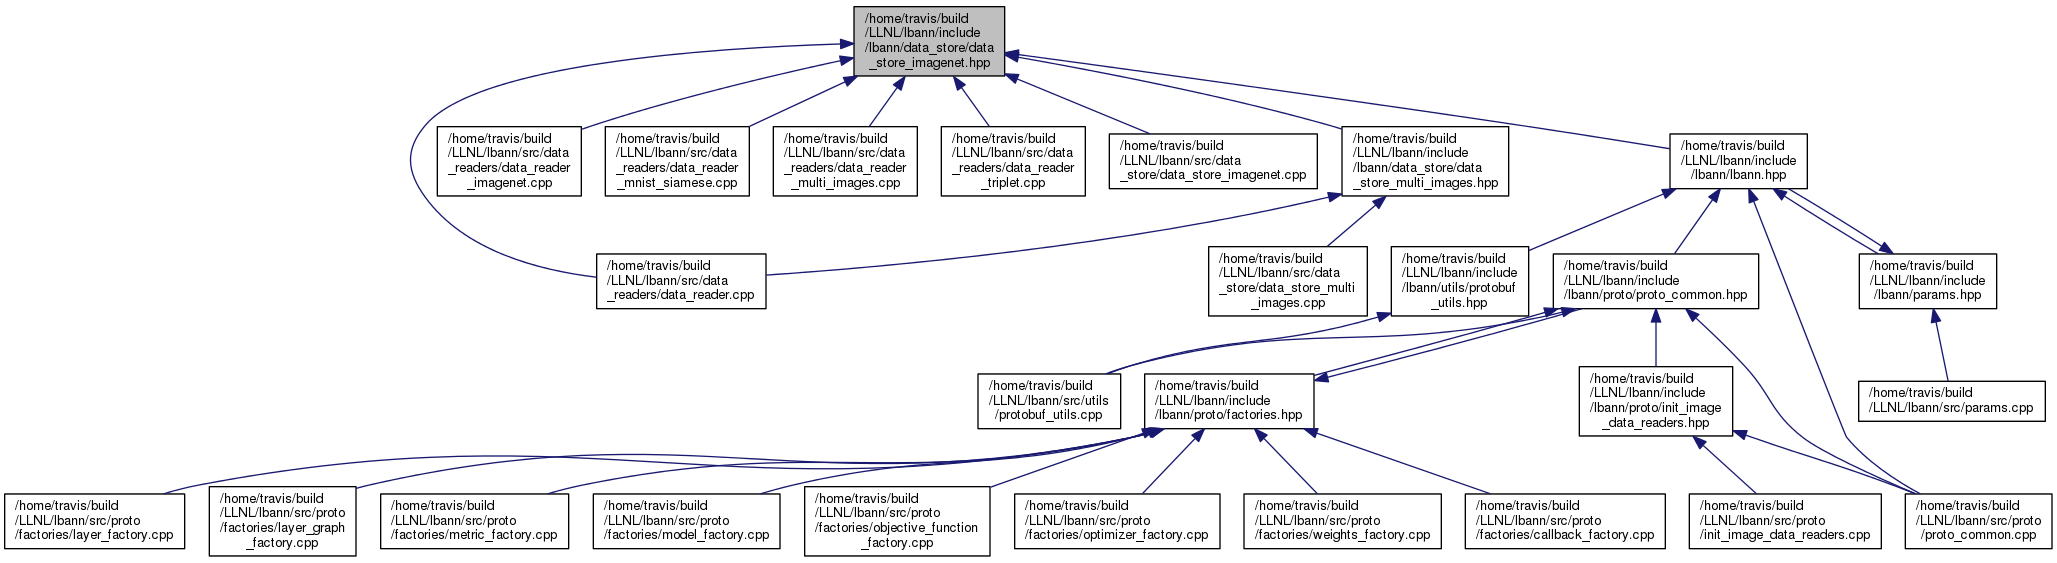 /home/travis/build
/LLNL/lbann/include
/lbann/data_store/data
_store_imagenet.hpp
/home/travis/build
/LLNL/lbann/src/data
_readers/data_reader
_imagenet.cpp
/home/travis/build
/LLNL/lbann/src/data
_readers/data_reader
_mnist_siamese.cpp
/home/travis/build
/LLNL/lbann/src/data
_readers/data_reader
_multi_images.cpp
/home/travis/build
/LLNL/lbann/src/data
_readers/data_reader
_triplet.cpp
/home/travis/build
/LLNL/lbann/src/data
_store/data_store_imagenet.cpp
/home/travis/build
/LLNL/lbann/include
/lbann/data_store/data
_store_multi_images.hpp
/home/travis/build
/LLNL/lbann/include
/lbann/lbann.hpp
/home/travis/build
/LLNL/lbann/src/data
_readers/data_reader.cpp
/home/travis/build
/LLNL/lbann/src/data
_store/data_store_multi
_images.cpp
/home/travis/build
/LLNL/lbann/include
/lbann/utils/protobuf
_utils.hpp
/home/travis/build
/LLNL/lbann/include
/lbann/proto/proto_common.hpp
/home/travis/build
/LLNL/lbann/include
/lbann/params.hpp
/home/travis/build
/LLNL/lbann/src/utils
/protobuf_utils.cpp
/home/travis/build
/LLNL/lbann/include
/lbann/proto/factories.hpp
/home/travis/build
/LLNL/lbann/include
/lbann/proto/init_image
_data_readers.hpp
/home/travis/build
/LLNL/lbann/src/params.cpp
/home/travis/build
/LLNL/lbann/src/proto
/factories/layer_factory.cpp
/home/travis/build
/LLNL/lbann/src/proto
/factories/layer_graph
_factory.cpp
/home/travis/build
/LLNL/lbann/src/proto
/factories/metric_factory.cpp
/home/travis/build
/LLNL/lbann/src/proto
/factories/model_factory.cpp
/home/travis/build
/LLNL/lbann/src/proto
/factories/objective_function
_factory.cpp
/home/travis/build
/LLNL/lbann/src/proto
/factories/optimizer_factory.cpp
/home/travis/build
/LLNL/lbann/src/proto
/factories/weights_factory.cpp
/home/travis/build
/LLNL/lbann/src/proto
/factories/callback_factory.cpp
/home/travis/build
/LLNL/lbann/src/proto
/init_image_data_readers.cpp
/home/travis/build
/LLNL/lbann/src/proto
/proto_common.cpp